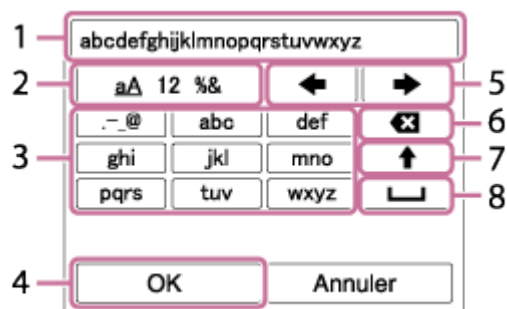 1 abcdefghijklmnopqrstuvwxyz
2 aA 12 %& 5
.-_@ abc def 6
3 ghi jkl mno 7
pqrs tuv wxyz 8
4 OK Annuler